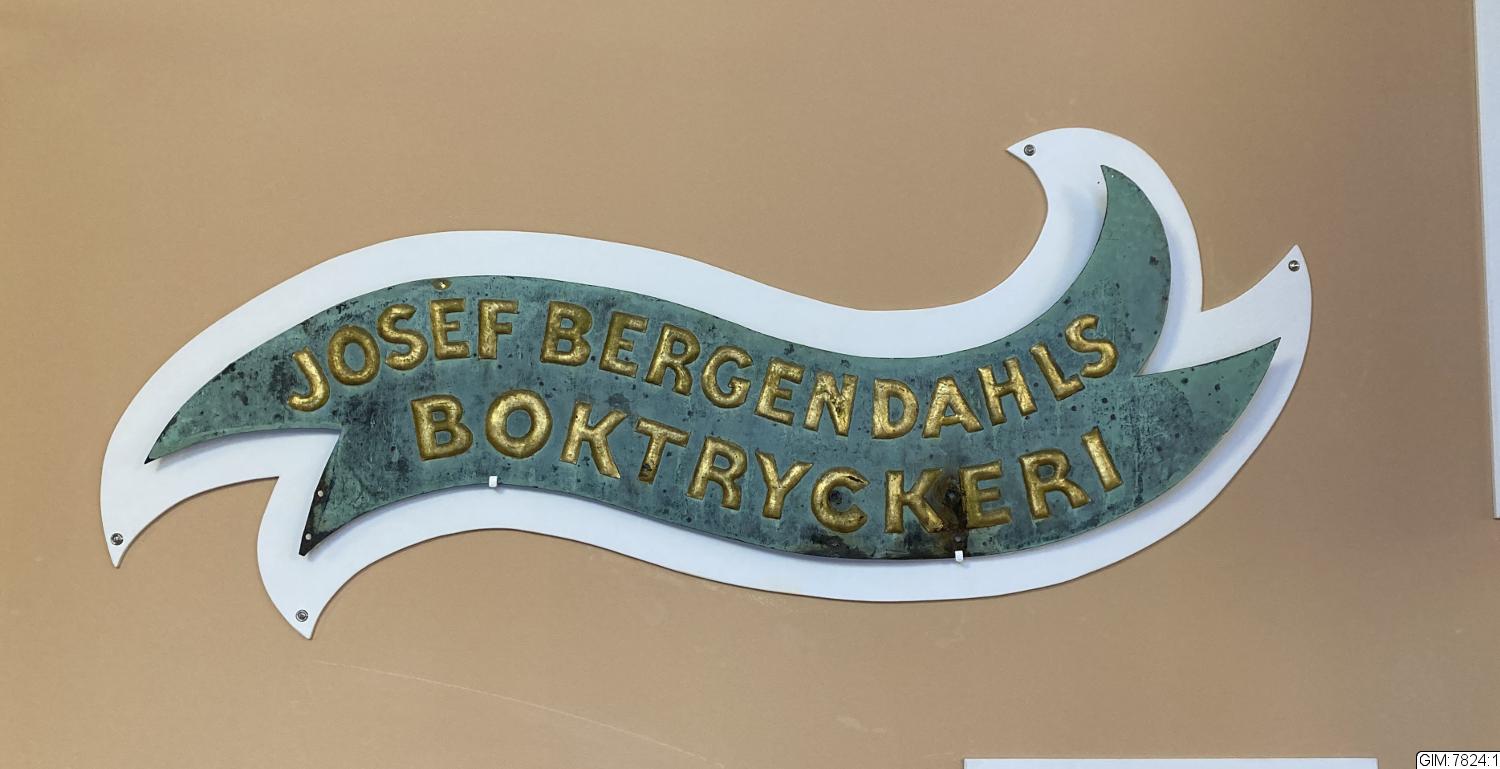 JOSEF BERGENDAHLS
BOKTRYCKERI
GIM:7824:1